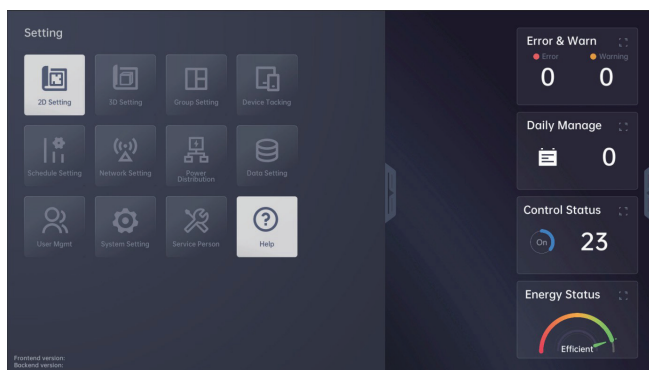 Setting
2D Setting
3D Setting
Group Setting
Device Tacking
Schedule Setting
Network Setting
Power
Distribution
Data Setting
User Mgmt
System Setting
Service Person
Help
Frontend version:
Backend version:
Error & Warn
Error
Warning
0
0
Daily Manage
0
Control Status
On
23
Energy Status
Efficient